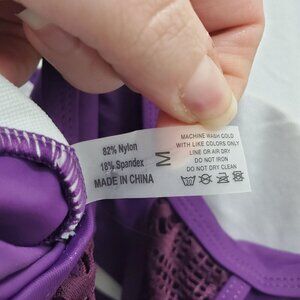 82% Nylon
18% Spandex
MADE IN CHINA
M
MACHINE WASH COLD
WITH LIKE COLORS ONLY
LINE OR AIR DRY
DO NOT IRON
DO NOT DRY CLEAN